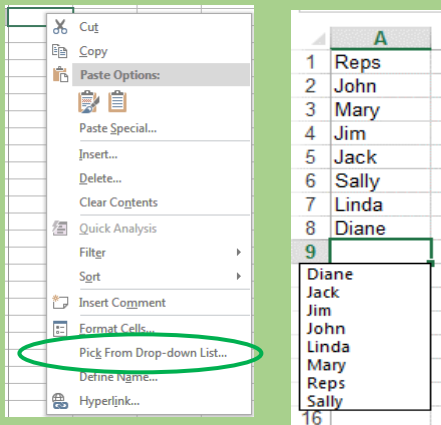 Cut
Copy
Paste Options:
Paste Special...
Insert...
Delete...
Clear Contents
Quick Analysis
Filter
Sort
Insert Comment
Format Cells...
Pick From Drop-down List...
Define Name...
Hyperlink...
A
1 Reps
2 John
3 Mary
4 Jim
5 Jack
6 Sally
7 Linda
8 Diane
9
Diane
Jack
Jim
John
Linda
Mary
Reps
Sally
16